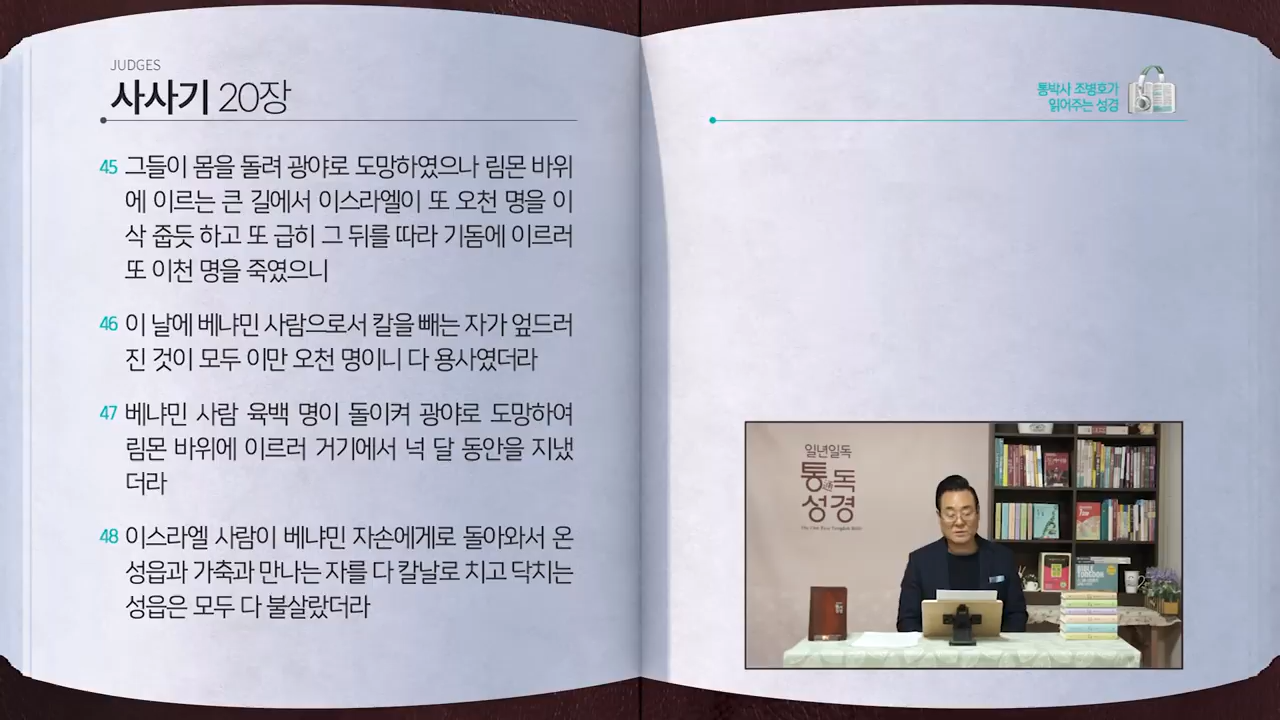 JUDGES
사사기 20장
45 그들이 몸을 돌려 광야로 도망하였으나 림몬 바위
에 이르는 큰 길에서 이스라엘이 또 오천 명을 이
삭 줍듯 하고 또 급히 그 뒤를 따라 기돔에 이르러
또 이천 명을 죽였으니
46 이 날에 베냐민 사람으로서 칼을 빼는 자가 엎드러
진 것이 모두 이만 오천 명이니 다 용사였더라
47 베냐민 사람 육백 명이 돌이켜 광야로 도망하여
림몬 바위에 이르러 거기에서 넉 달 동안을 지냈
더라
48 이스라엘 사람이 베냐민 자손에게로 돌아와서 온
성읍과 가축과 만나는 자를 다 칼날로 치고 닥치는
성읍은 모두 다 불살랐더라
통박사 조병호가
읽어주는 성경
일년일독
통독
성경